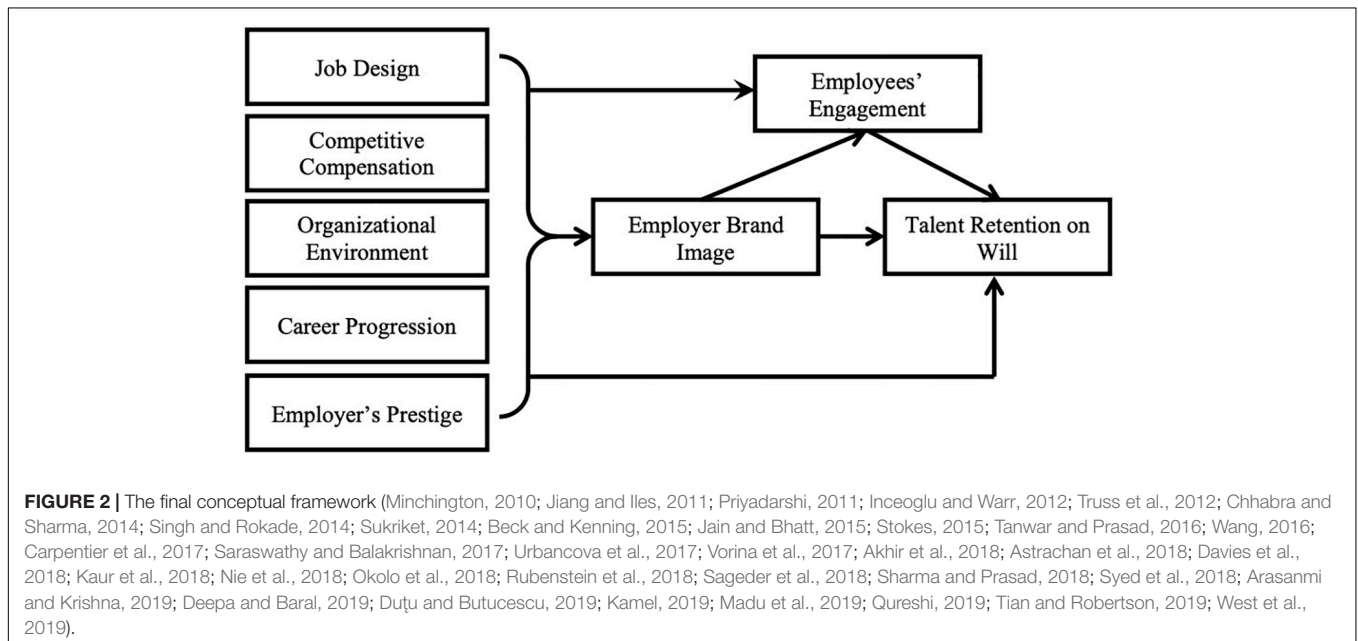 Job Design
Competitive
Compensation
Organizational
Environment
Career Progression
Employer's Prestige
Employees'
Engagement
Employer Brand
Image
Talent Retention on
Will
FIGURE 2 | The final conceptual framework (Minchington, 2010; Jiang and Iles, 2011; Priyadarshi, 2011; Inceoglu and Warr, 2012; Truss et al., 2012; Chhabra and
Sharma, 2014; Singh and Rokade, 2014; Sukriket, 2014; Beck and Kenning, 2015; Jain and Bhatt, 2015; Stokes, 2015; Tanwar and Prasad, 2016; Wang, 2016;
Carpentier et al., 2017; Saraswathy and Balakrishnan, 2017; Urbancova et al., 2017; Vorina et al., 2017; Akhir et al., 2018; Astrachan et al., 2018; Davies et al.,
2018; Kaur et al., 2018; Nie et al., 2018; Okolo et al., 2018; Rubenstein et al., 2018; Sageder et al., 2018; Sharma and Prasad, 2018; Syed et al., 2018; Arasanmi
and Krishna, 2019; Deepa and Baral, 2019; Duţu and Butucescu, 2019; Kamel, 2019; Madu et al., 2019; Qureshi, 2019; Tian and Robertson, 2019; West et al.,
2019).